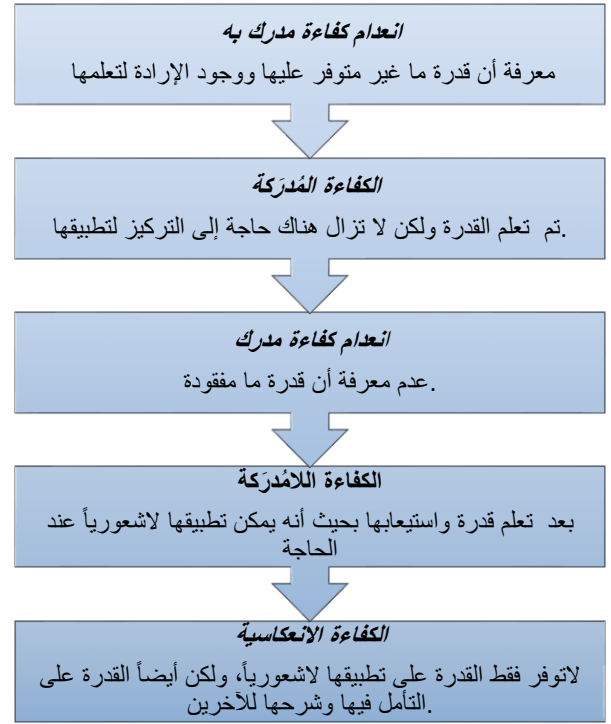 انعدام كفاءة مدرك به
معرفة أن قدرة ما غير متوفر عليها ووجود الإرادة لتعلمها
الكفاءة المُدرَكة
.تم تعلم القدرة ولكن لا تزال هناك حاجة إلى التركيز لتطبيقها
انعدام كفاءة مدرك
.عدم معرفة أن قدرة ما مفقودة
الكفاءة اللامُدرَكة
بعد تعلم قدرة واستيعابها بحيث أنه يمكن تطبيقها لاشعورياً عند
الحاجة
الكفاءة الانعكاسية
لاتوفر فقط القدرة على تطبيقها لاشعورياً، ولكن أيضاً القدرة على
.التأمل فيها وشرحها للآخرين